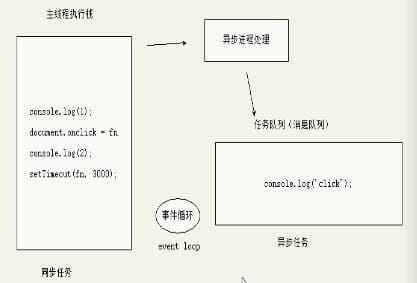 主线程执行栈
console.log(1);
document.onclick = fn
console.log(2);
setTimeout(fn, 3000);
同步任务
异步进程处理
任务队列（消息队列）
console.log("click");
异步任务
事件循环
event loop